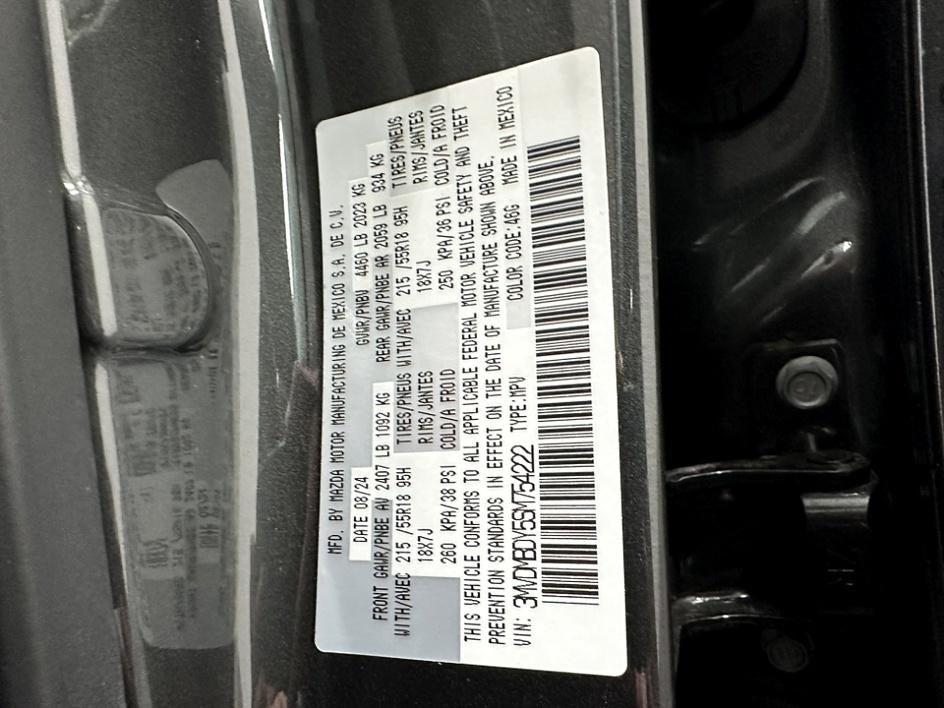 MFD. BY MAZDA MOTOR MANUFACTURING DE MEXICO S.A. DE C.V.
DATE 08/24 GVWR/PNBV 4460 LB 2023 KG
FRONT GAWR/PNBE AV 2407 LB 1092 KG REAR GAWR/PNBE AR 2059 LB 934 KG
WITH/AVEC 215 /55R18 95H TIRES/PNEUS WITH/AVEC 215 /55R18 95H TIRES/PNEUS
18X7J RIMS/JANTES 18X7J RIMS/JANTES
260 KPA/38 PSI COLD/A FROID 250 KPA/36 PSI COLD/A FROID
THIS VEHICLE CONFORMS TO ALL APPLICABLE FEDERAL MOTOR VEHICLE SAFETY AND THEFT
PREVENTION STANDARDS IN EFFECT ON THE DATE OF MANUFACTURE SHOWN ABOVE.
VIN: 3MVDMBDY5SM754222 TYPE:MPV COLOR CODE:46G MADE IN MEXICO